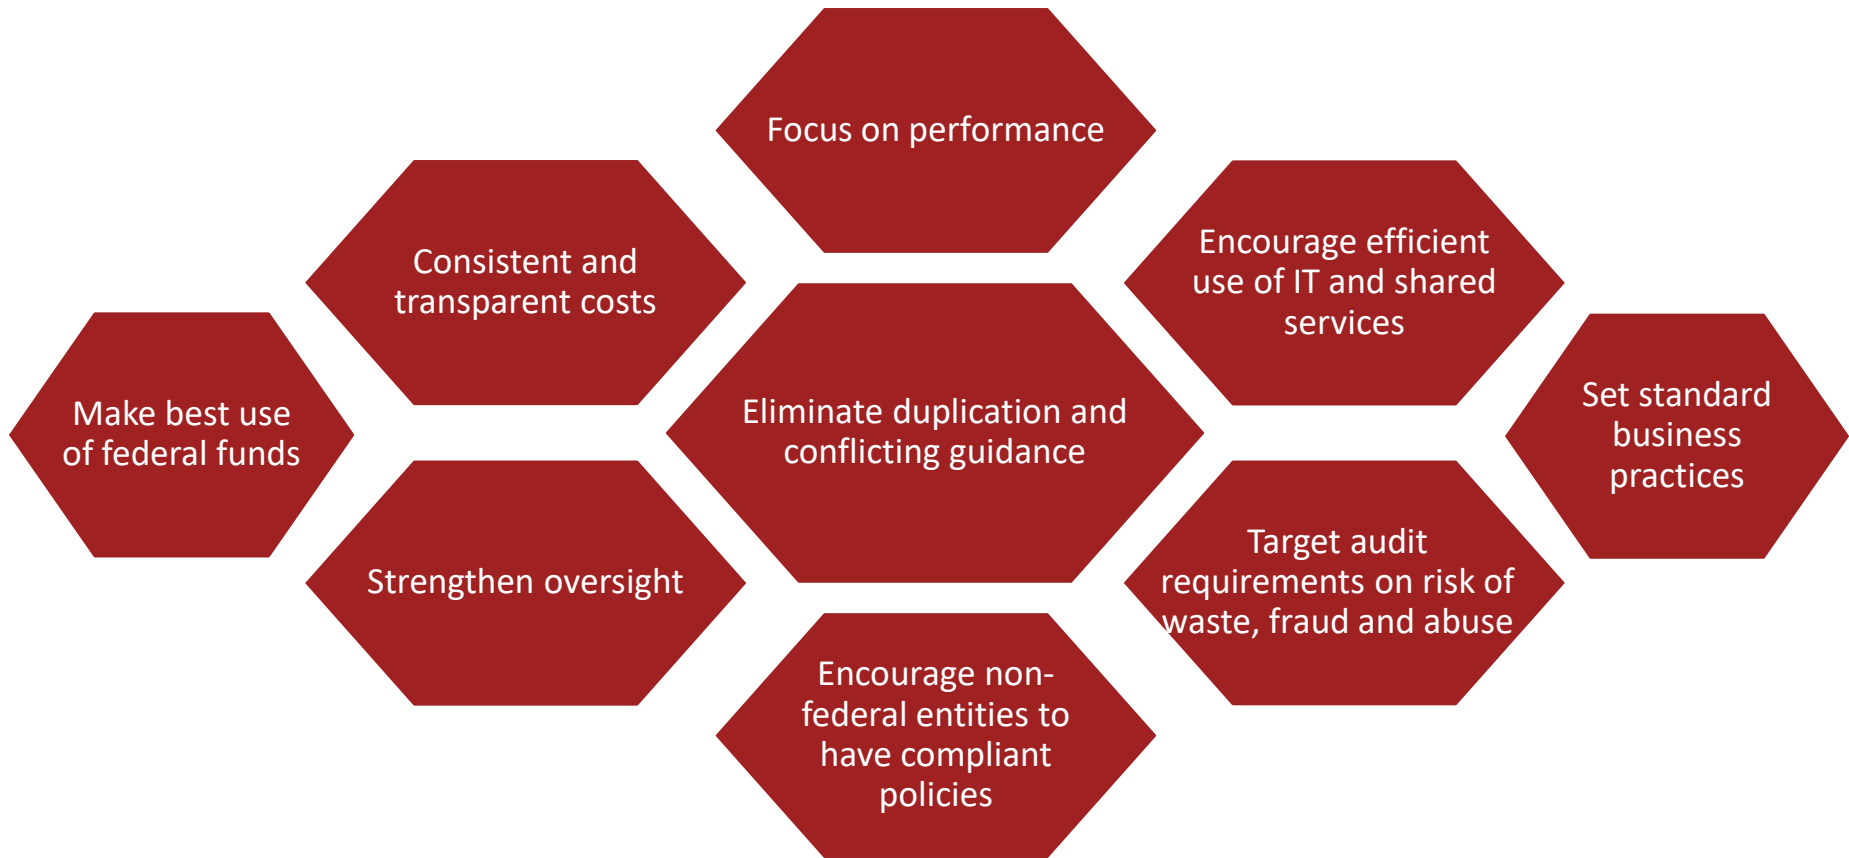 Focus on performance
Consistent and
transparent costs
Encourage efficient
use of IT and shared
services
Make best use
of federal funds
Eliminate duplication and
conflicting guidance
Set standard
business
practices
Strengthen oversight
Target audit
requirements on risk of
waste, fraud and abuse
Encourage non-
federal entities to
have compliant
policies